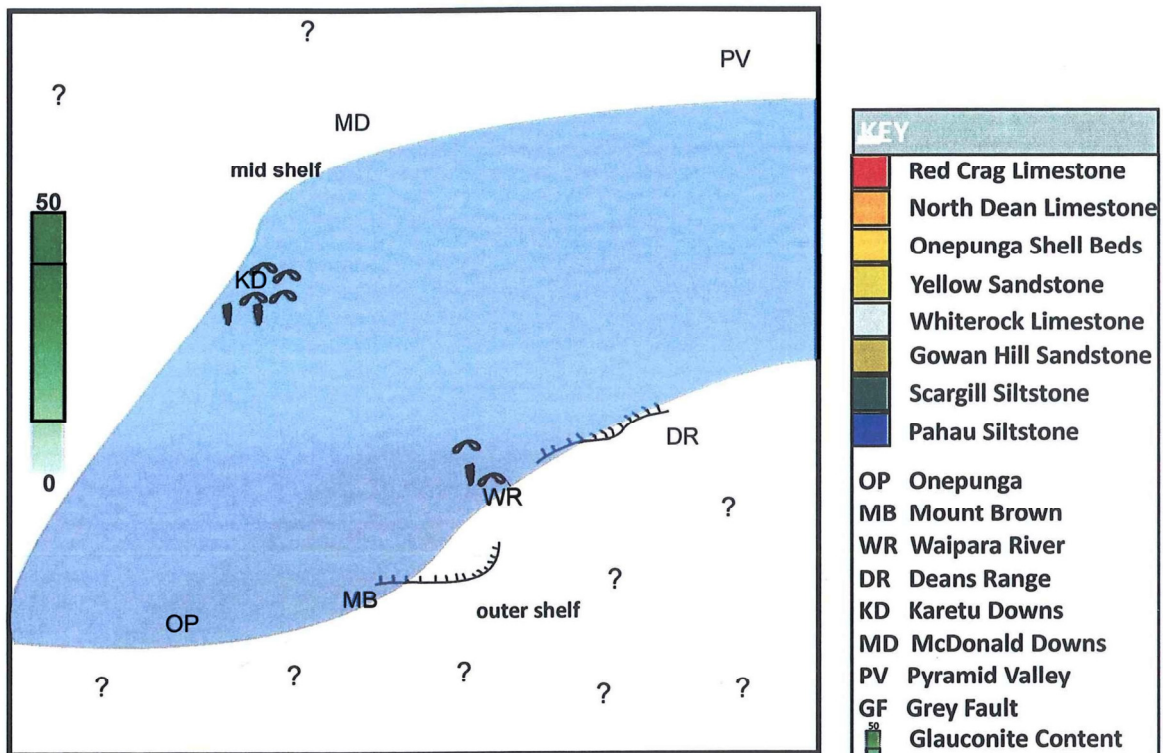 ?
PV
?
MD
mid shelf
50
KD
0
DR
WR
?
?
MB
outer shelf
OP
?
?
?
?
?
KEY
Red Crag Limestone
North Dean Limestone
Onepunga Shell Beds
Yellow Sandstone
Whiterock Limestone
Gowan Hill Sandstone
Scargill Siltstone
Pahau Siltstone
OP Onepunga
MB Mount Brown
WR Waipara River
DR Deans Range
KD Karetu Downs
MD McDonald Downs
PV Pyramid Valley
GF Grey Fault
50 Glauconite Content